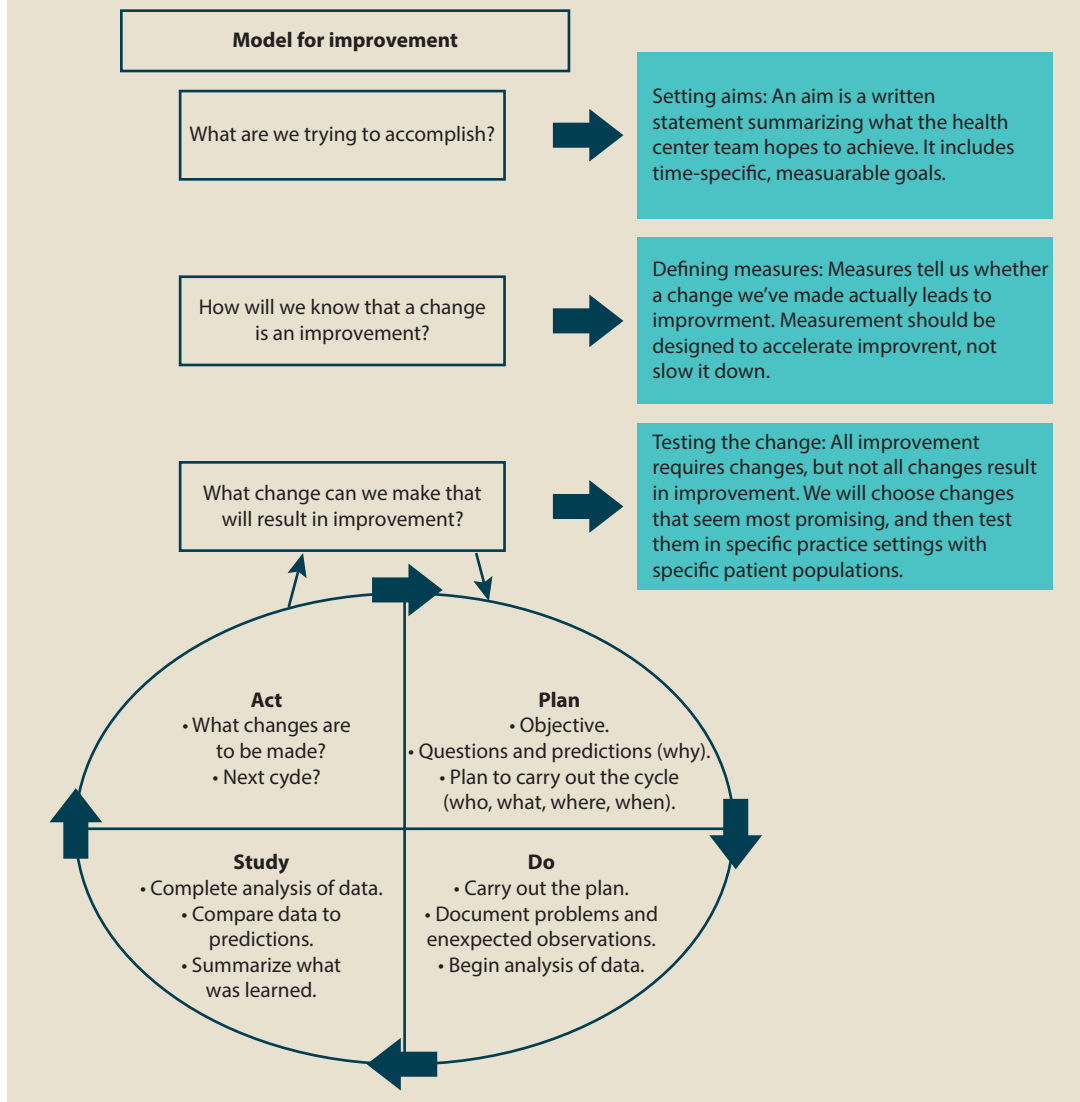 Model for improvement
What are we trying to accomplish?
Setting aims: An aim is a written
statement summarizing what the health
center team hopes to achieve. It includes
time-specific, measuarable goals.
How will we know that a change
is an improvement?
Defining measures: Measures tell us whether
a change we've made actually leads to
improvrment. Measurement should be
designed to accelerate improvrent, not
slow it down.
What change can we make that
will result in improvement?
Testing the change: All improvement
requires changes, but not all changes result
in improvement. We will choose changes
that seem most promising, and then test
them in specific practice settings with
specific patient populations.
Act
• What changes are
to be made?
• Next cyde?
Plan
• Objective.
• Questions and predictions (why).
• Plan to carry out the cycle
(who, what, where, when).
Study
• Complete analysis of data.
• Compare data to
predictions.
• Summarize what
was learned.
Do
• Carry out the plan.
• Document problems and
enexpected observations.
• Begin analysis of data.